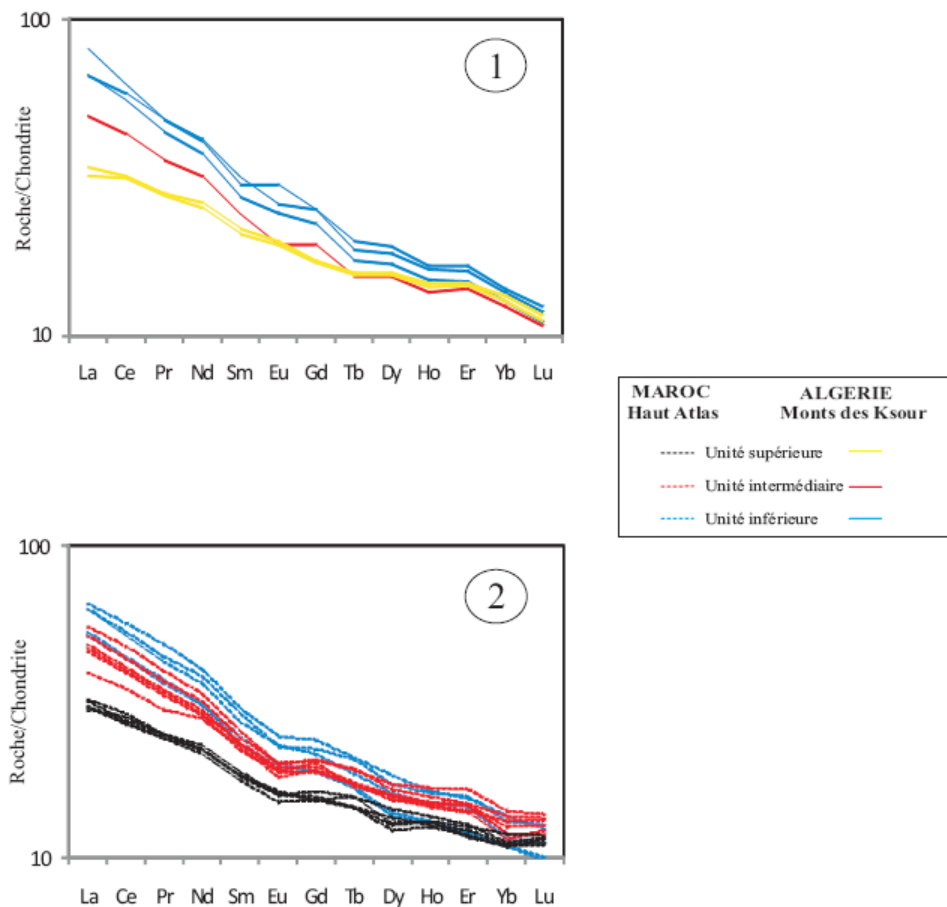 100
1
Roche/Chondrite
10
La Ce Pr Nd Sm Eu Gd Tb Dy Ho Er Yb Lu
MAROC ALGERIE
Haut Atlas Monts des Ksour
Unité supérieure
Unité intermédiaire
Unité inférieure
100
2
Roche/Chondrite
10
La Ce Pr Nd Sm Eu Gd Tb Dy Ho Er Yb Lu